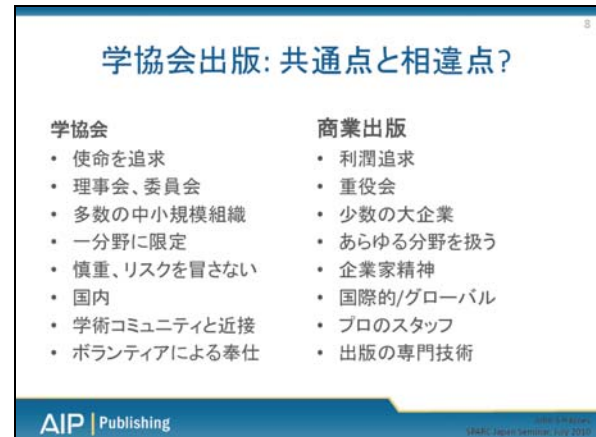 8
学協会出版: 共通点と相違点?
学協会
• 使命を追求
• 理事会、委員会
• 多数の中小規模組織
• 一分野に限定
• 慎重、リスクを冒さない
• 国内
• 学術コミュニティと近接
• ボランティアによる奉仕
商業出版
• 利潤追求
• 重役会
• 少数の大企業
• あらゆる分野を扱う
• 企業家精神
• 国際的/グローバル
• プロのスタッフ
• 出版の専門技術
AIP | Publishing
SPARC Japan Seminar, July 2010